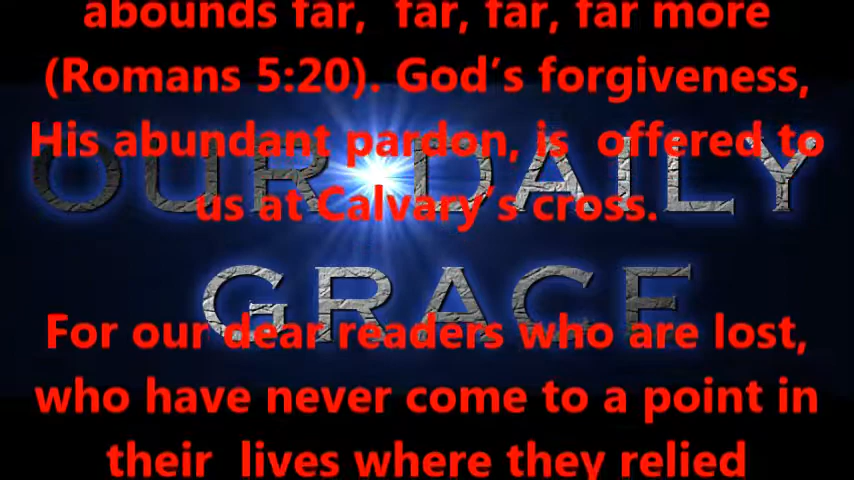 abounds far, far, far, far more
(Romans 5:20). God's forgiveness,
His abundant pardon, is offered to
OUR DAILY
us at Calvary's cross.
GRACE
For our dear readers who are lost,
who have never come to a point in
their lives where they relied